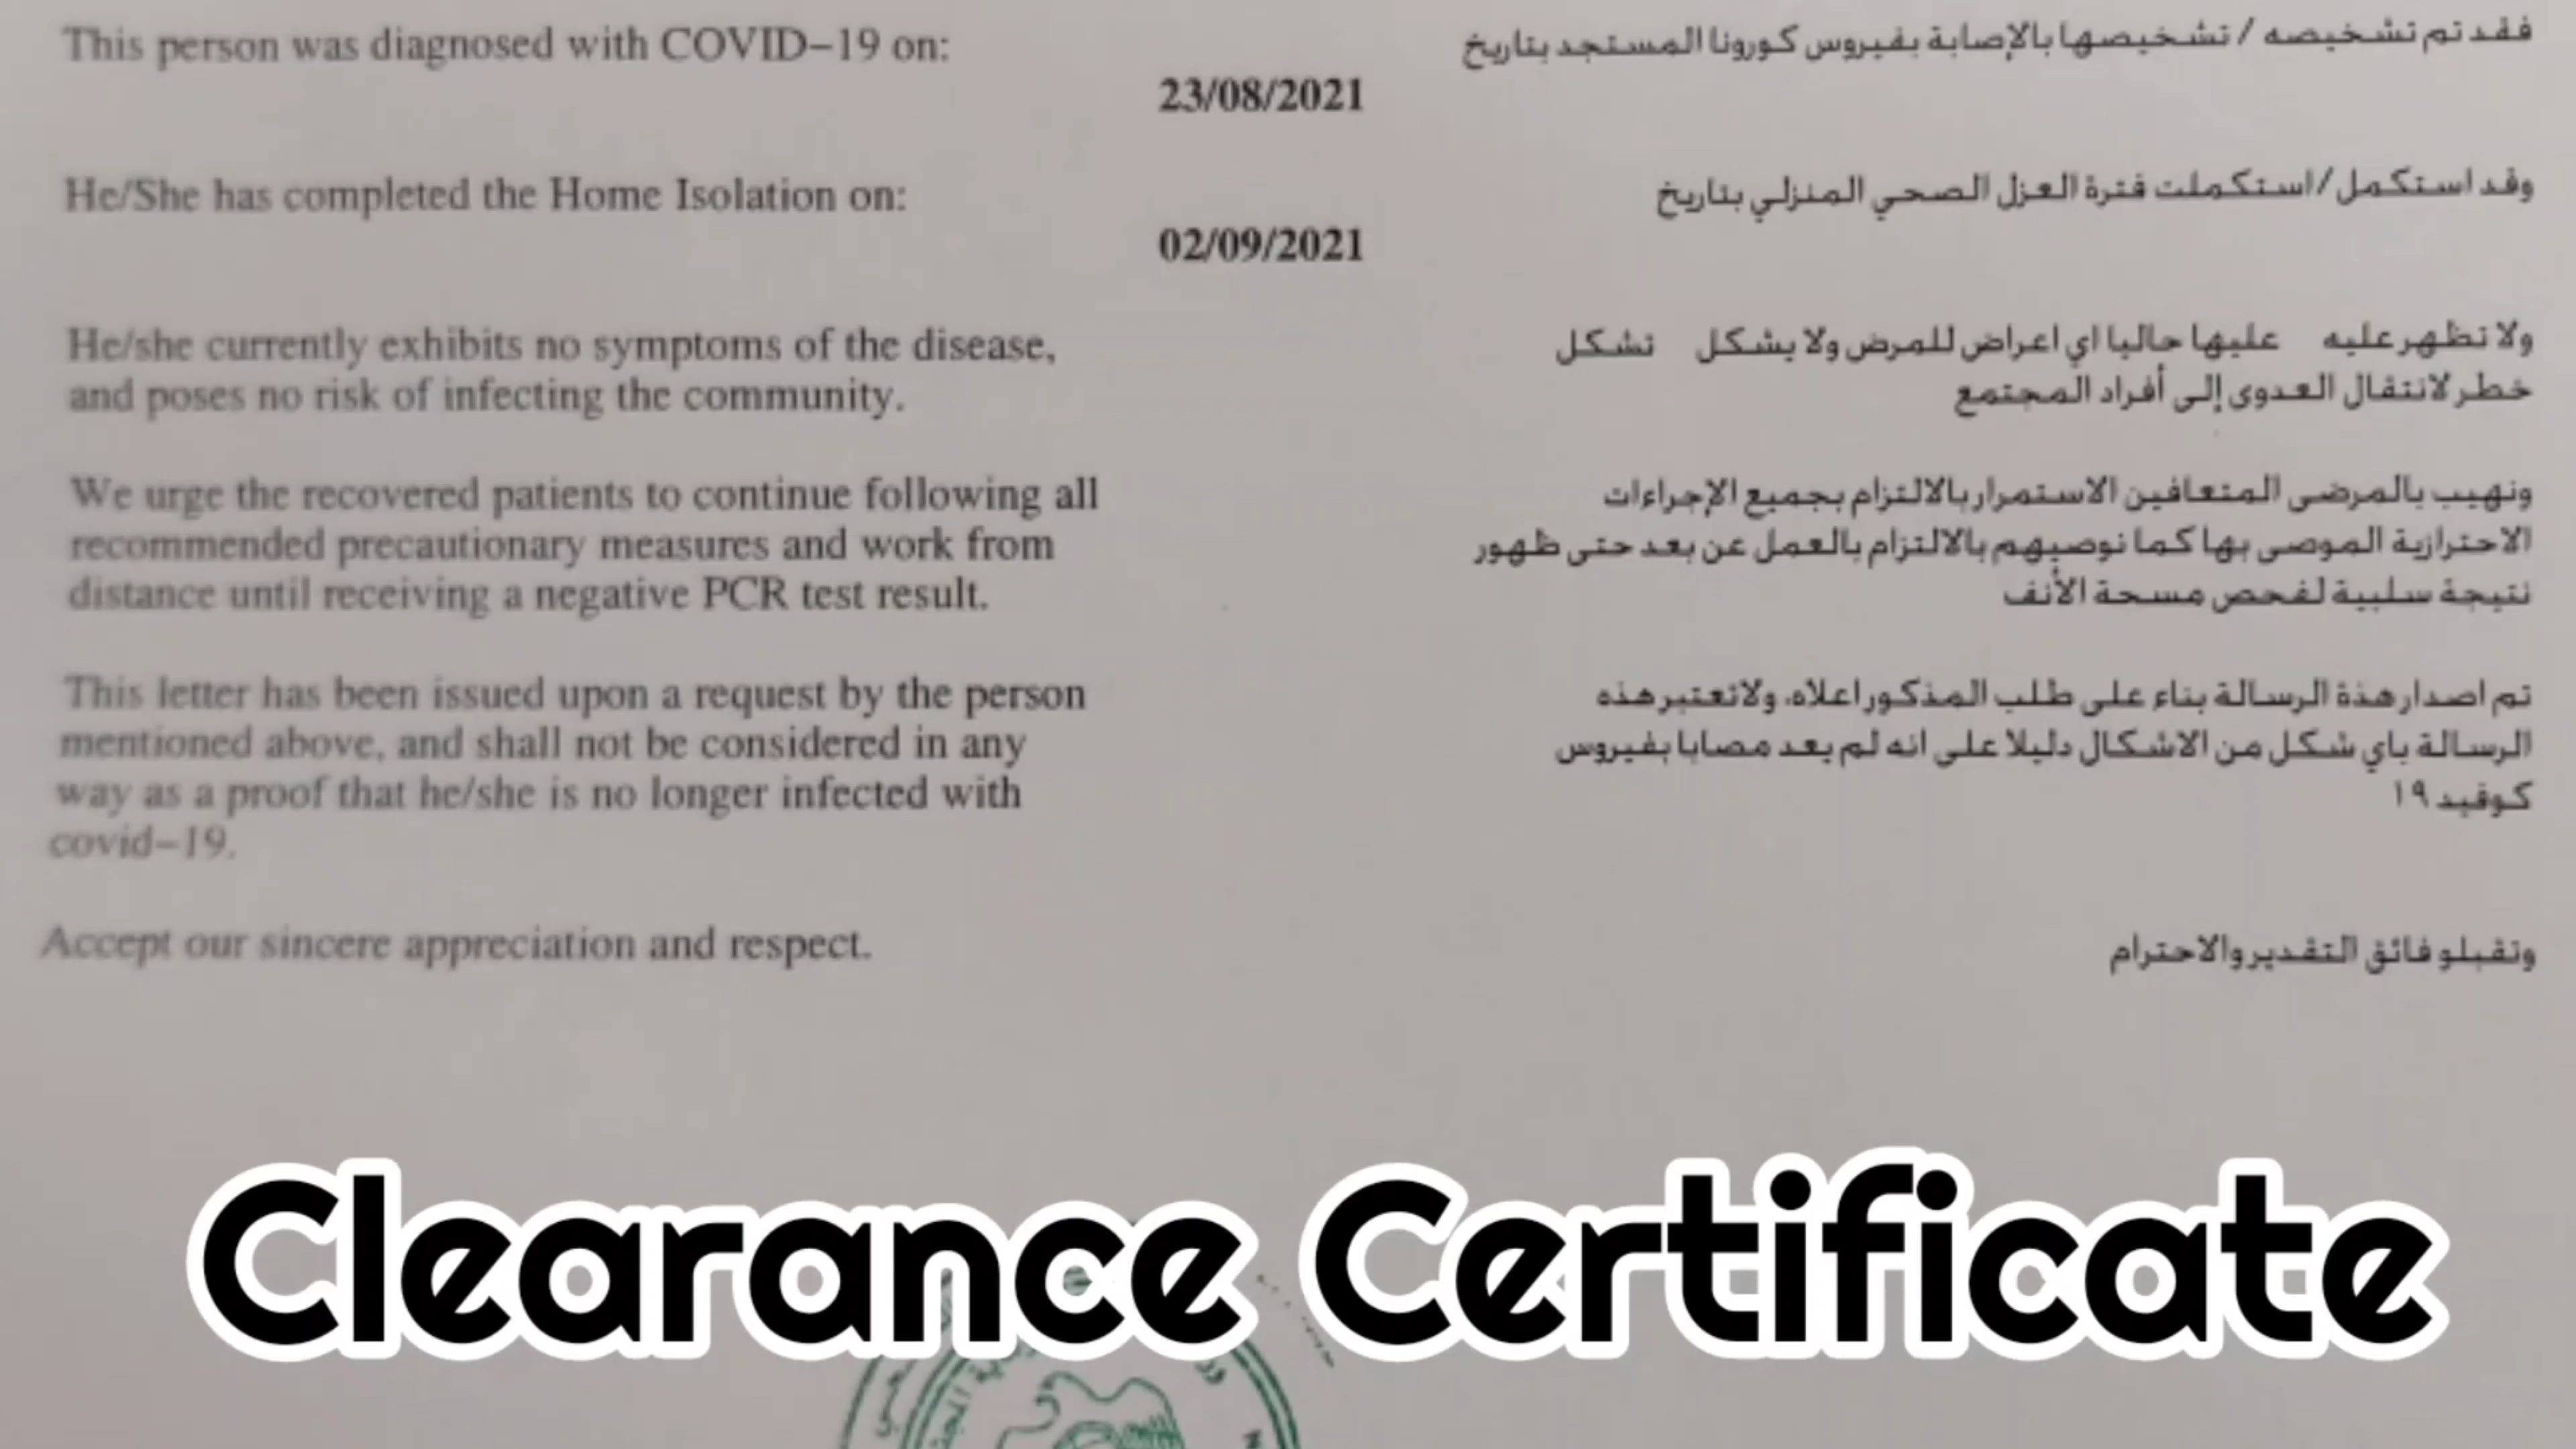 This person was diagnosed with COVID–19 on:
فقد تم تشخيصه / تشخيصها بالإصابة بفيروس كورونا المستجد بتاريخ
23/08/2021
He/She has completed the Home Isolation on:
وقد استكمل/استكملت فترة العزل الصحي المنزلي بتاريخ
02/09/2021
He/she currently exhibits no symptoms of the disease,
and poses no risk of infecting the community.
ولا تظهر عليه عليها حاليا اي اعراض للمرض ولا يشكل تشكل
خطر لانتقال العدوى إلى أفراد المجتمع
We urge the recovered patients to continue following all
recommended precautionary measures and work from
distance until receiving a negative PCR test result.
ونهيب بالمرضى المتعافين الاستمرار بالالتزام بجميع الإجراءات
الاحترازية الموصى بها كما نوصيهم بالالتزام بالعمل عن بعد حتى ظهور
نتيجة سلبية لفحص مسحة الأنف
This letter has been issued upon a request by the person
mentioned above, and shall not be considered in any
way as a proof that he/she is no longer infected with
covid–19.
تم اصدار هذة الرسالة بناء على طلب المذكور اعلاه، ولاتعتبر هذه
الرسالة باي شكل من الاشكال دليلا على انه لم يعد مصابا بفيروس
كوفيد ١٩
Accept our sincere appreciation and respect.
وتقبلو فائق التقدير والاحترام
Clearance Certificate